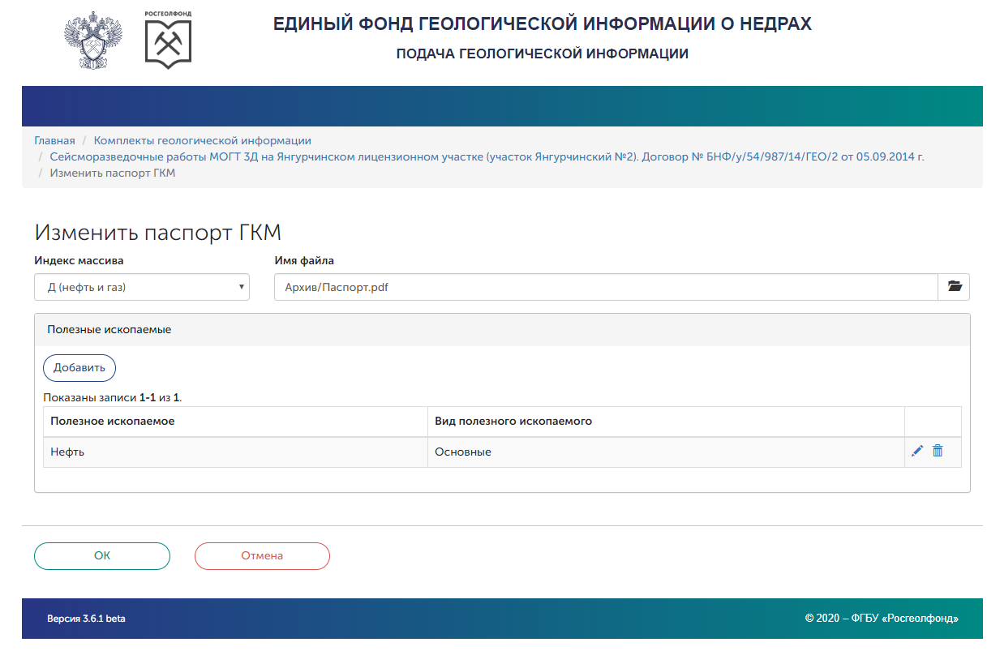 РОСГЕОЛФОНД
ЕДИНЫЙ ФОНД ГЕОЛОГИЧЕСКОЙ ИНФОРМАЦИИ О НЕДРАХ
ПОДАЧА ГЕОЛОГИЧЕСКОЙ ИНФОРМАЦИИ
Главная / Комплекты геологической информации
/ Сейсморазведочные работы МОГТ 3Д на Янгурчинском лицензионном участке (участок Янгурчинский №2). Договор № БНФ/у/54/987/14/ГЕО/2 от 05.09.2014 г.
/ Изменить паспорт ГКМ
Изменить паспорт ГКМ
Индекс массива Имя файла
Д (нефть и газ) Архив/Паспорт.pdf
Полезные ископаемые
Добавить
Показаны записи 1-1 из 1.
Полезное ископаемое Вид полезного ископаемого
Нефть Основные
ОК Отмена
Версия 3.6.1 beta © 2020 – ФГБУ «Росгеолфонд»